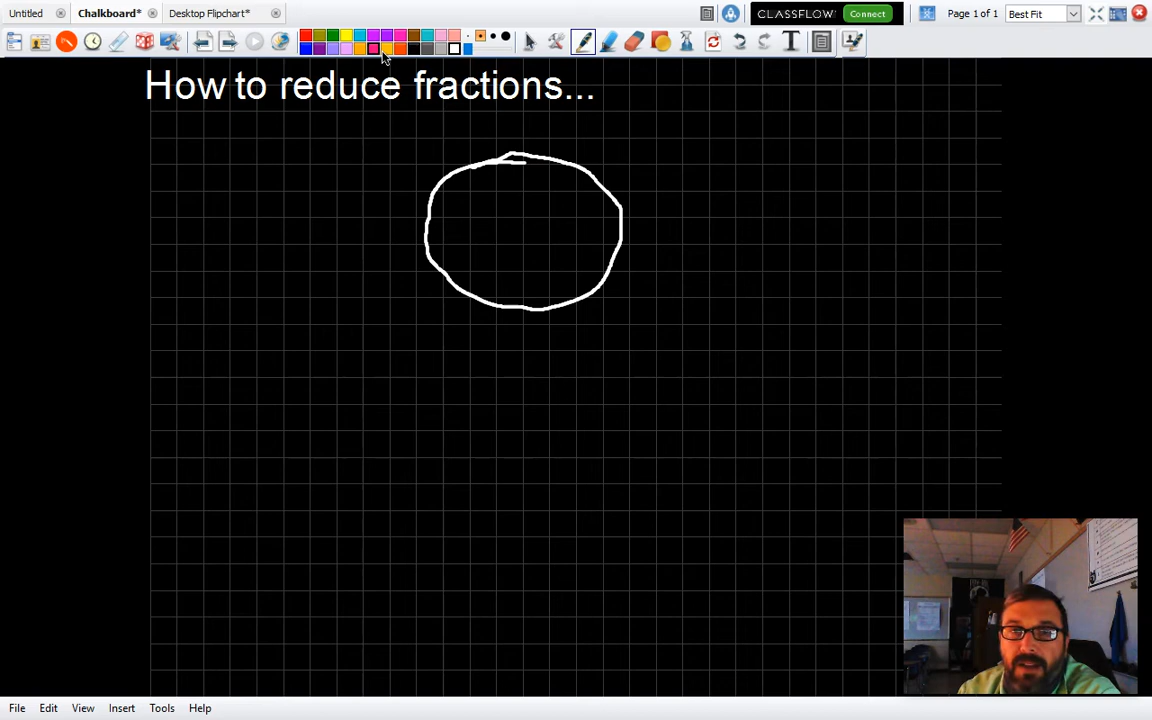 Untitled
Chalkboard*
Desktop Flipchart*
CLASSFLOW
Connect
Page 1 of 1
Best Fit
T
How to reduce fractions...
File
Edit
View
Insert
Tools
Help